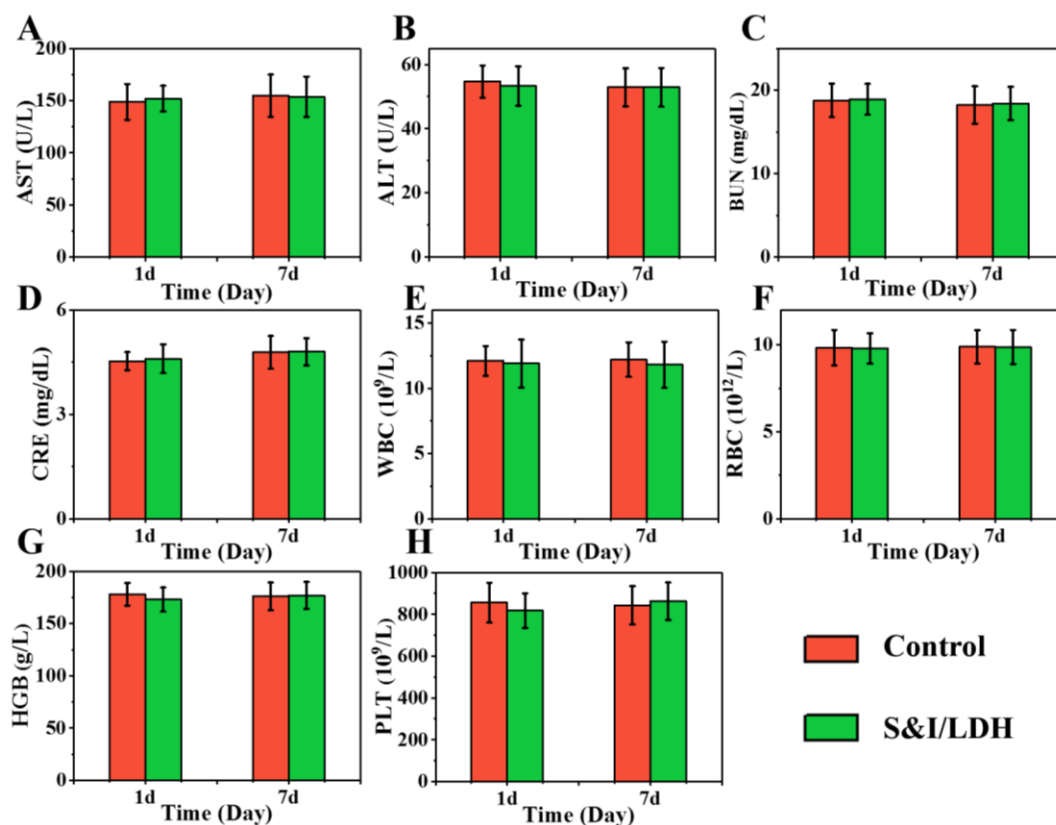 A
AST (U/L)
200
150
100
50
0
1d
7d
Time (Day)
B
ALT (U/L)
60
40
20
0
1d
7d
Time (Day)
C
BUN (mg/dL)
20
10
0
1d
7d
Time (Day)
D
CRE (mg/dL)
6
3
0
1d
7d
Time (Day)
E
WBC (10⁹/L)
15
10
5
0
1d
7d
Time (Day)
F
RBC (10¹²/L)
10
5
0
1d
7d
Time (Day)
G
HGB (g/L)
200
150
100
50
0
1d
7d
Time (Day)
H
PLT (10⁹/L)
1000
800
600
400
200
0
1d
7d
Time (Day)
Control
S&I/LDH